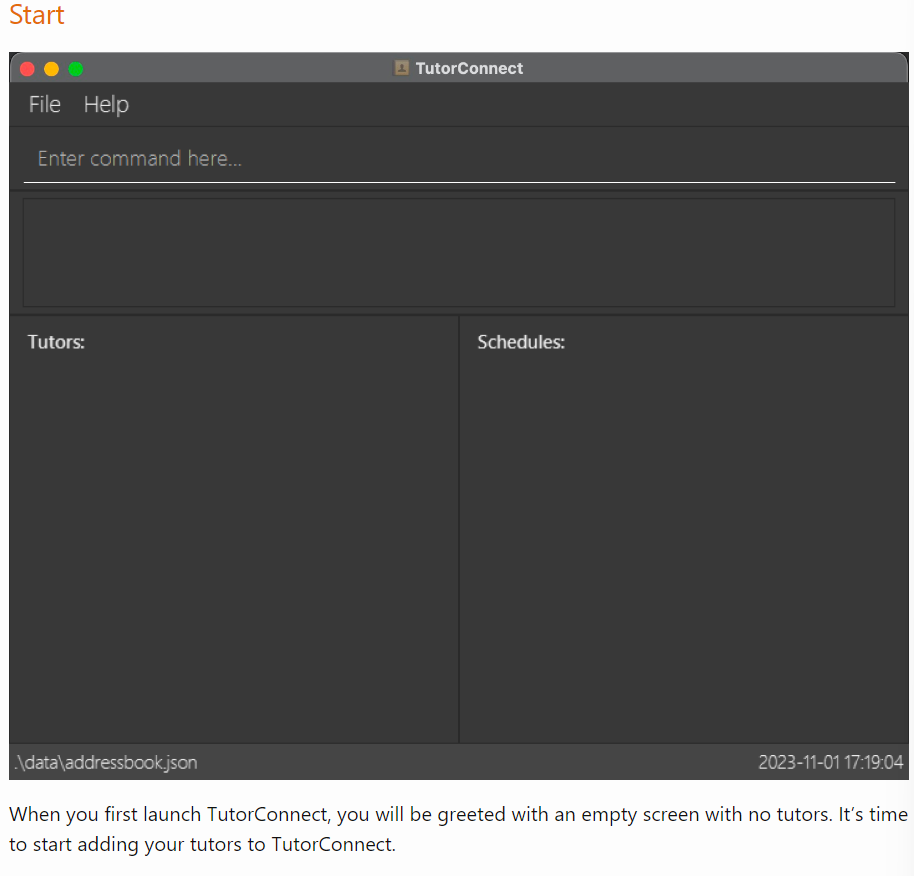 Start
TutorConnect
File Help
Enter command here...
Tutors:
Schedules:
.\data\addressbook.json
2023-11-01 17:19:04
When you first launch TutorConnect, you will be greeted with an empty screen with no tutors. It’s time
to start adding your tutors to TutorConnect.